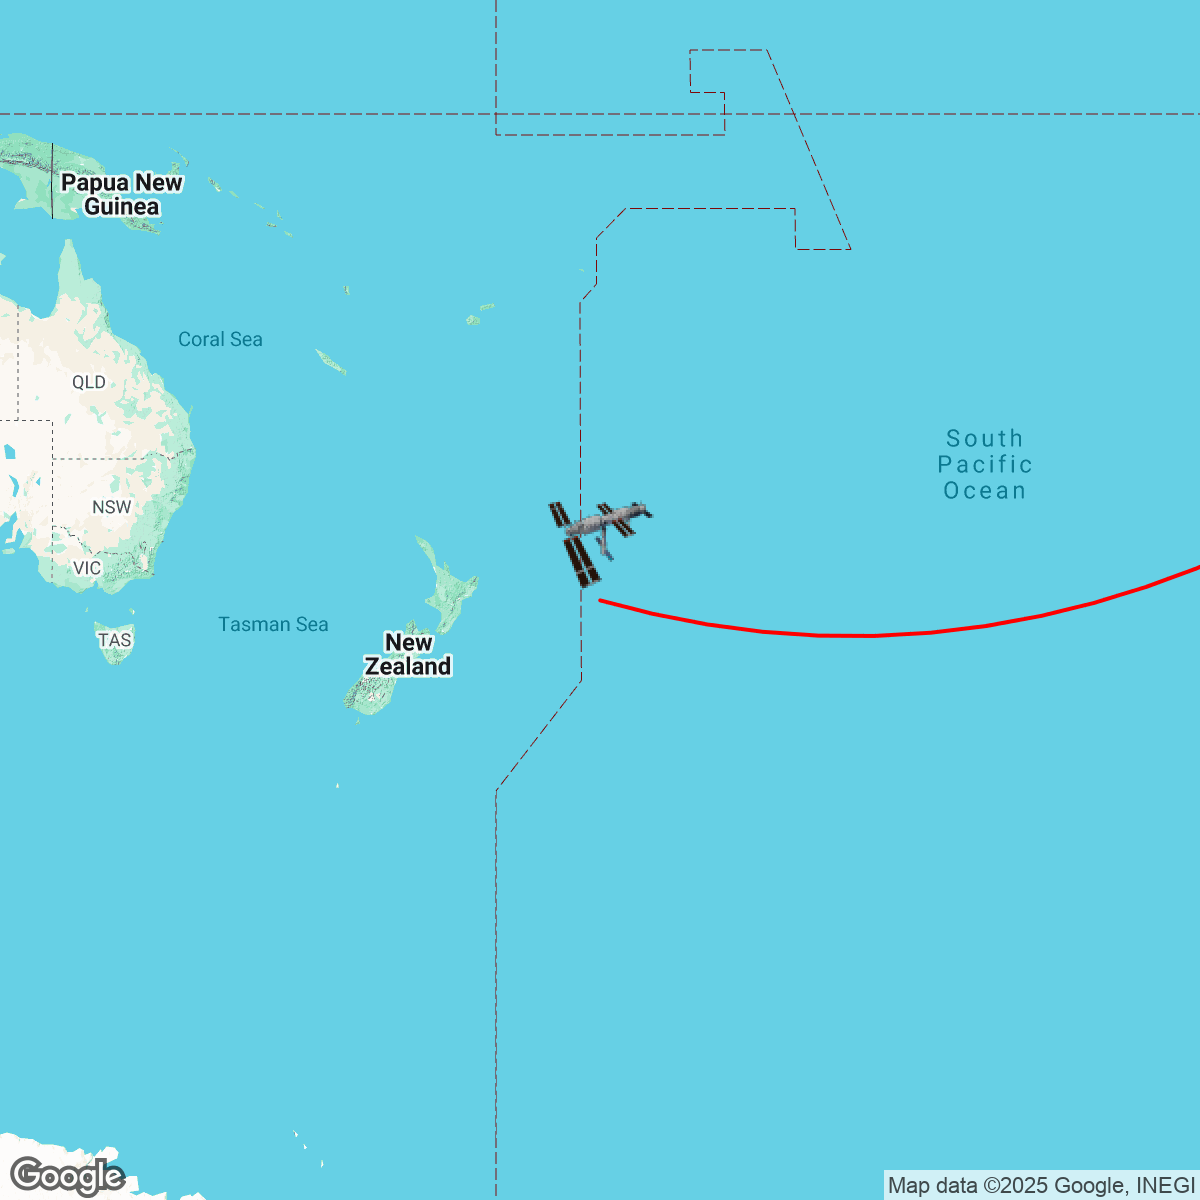 Papua New
Guinea
Coral Sea
QLD
South
Pacific
Ocean
NSW
VIC
Tasman Sea
TAS
New
Zealand
Google
Map data ©2025 Google, INEGI